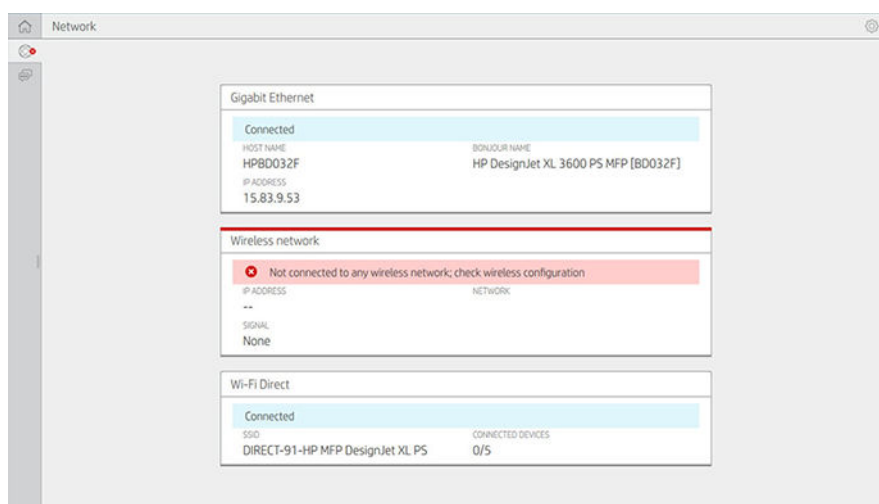 Network
Gigabit Ethernet
Connected
HOST NAME BONJOUR NAME
HPBD032F HP DesignJet XL 3600 PS MFP [BD032F]
IP ADDRESS
15.83.9.53
Wireless network
Not connected to any wireless network; check wireless configuration
IP ADDRESS NETWORK
--
SIGNAL
None
Wi-Fi Direct
Connected
SSID CONNECTED DEVICES
DIRECT-91-HP MFP DesignJet XL PS 0/5